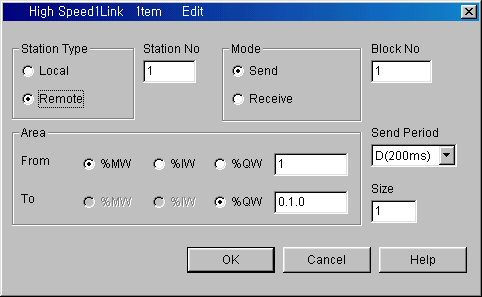 High Speed1Link 1tem Edit
Station Type
Local
Remote
Station No
1
Mode
Send
Receive
Block No
1
Area
From %MW %IW %QW 1
To %MW %IW %QW 0.1.0
Send Period
D(200ms)
Size
1
OK Cancel Help